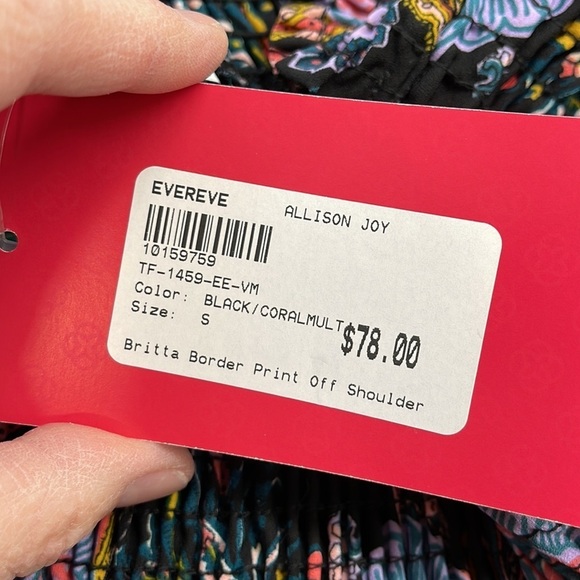 EVEREVE
ALLISON JOY
10159759
TF-1459-EE-VM
Color: BLACK/CORALMULT
Size: S
$78.00
Britta Border Print Off Shoulder